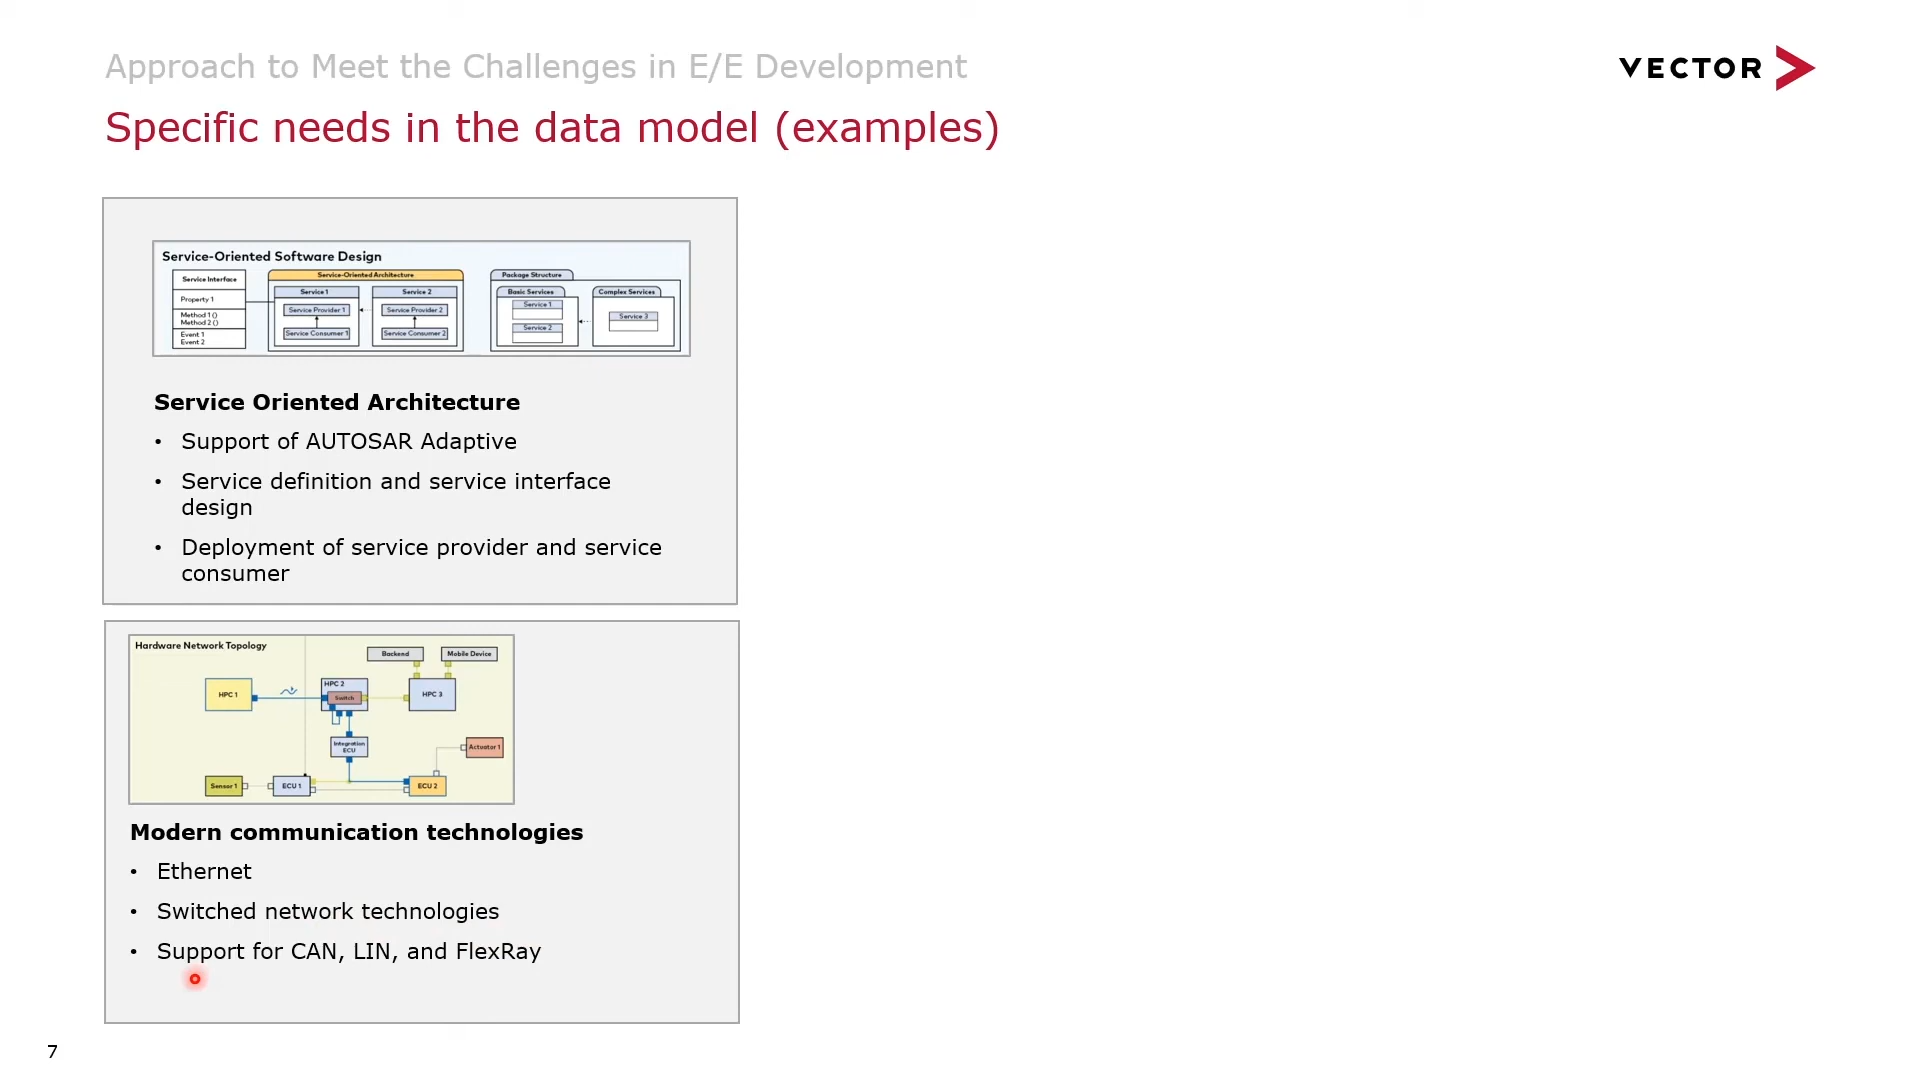 Approach to Meet the Challenges in E/E Development
VECTOR
Specific needs in the data model (examples)
Service-Oriented Software Design
Service Interface
Property 1
Method 1 ()
Method 2 ()
Event 1
Event 2
Service-Oriented Architecture
Service 1
Service Provider 1
Service Consumer 1
Service 2
Service Provider 2
Service Consumer 2
Package Structure
Basic Services
Service 1
Service 2
Complex Services
Service 3
Service Oriented Architecture
• Support of AUTOSAR Adaptive
• Service definition and service interface
design
• Deployment of service provider and service
consumer
Hardware Network Topology
Backend
Mobile Device
HPC 1
HPC 2
Switch
HPC 3
Integration
ECU
Actuator 1
Sensor 1
ECU 1
ECU 2
Modern communication technologies
• Ethernet
• Switched network technologies
• Support for CAN, LIN, and FlexRay
7